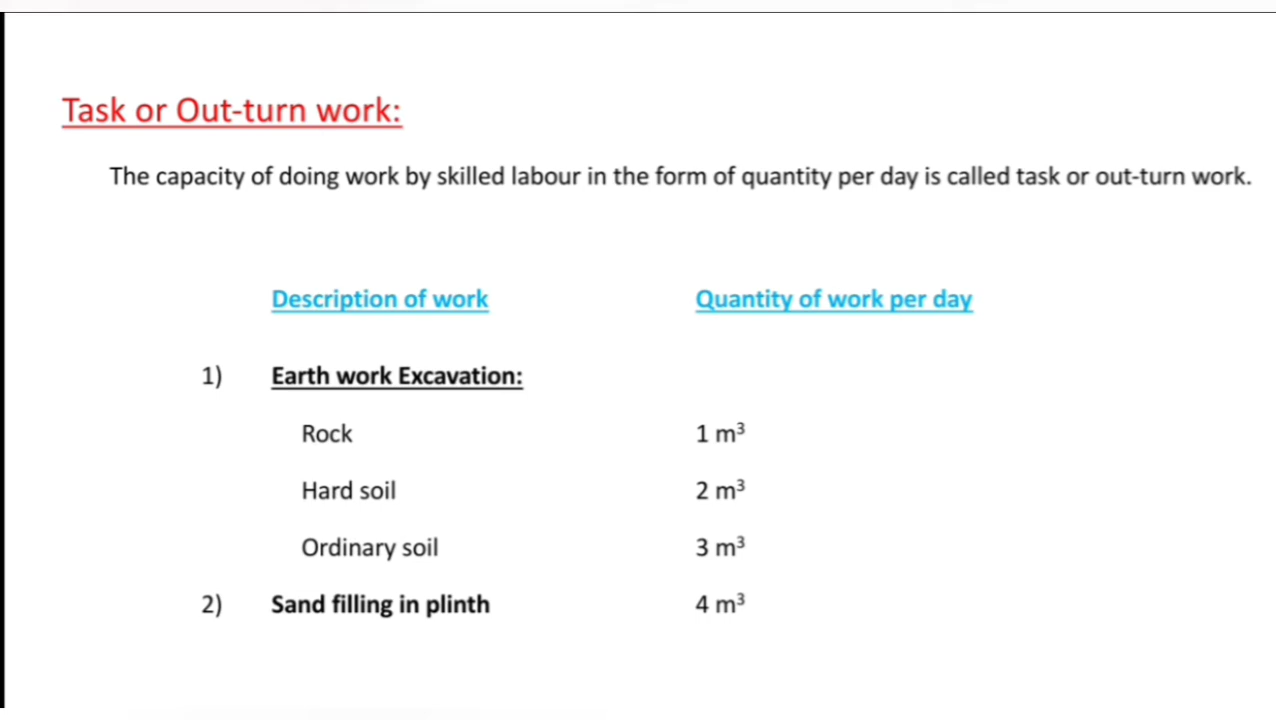 Task or Out-turn work:
The capacity of doing work by skilled labour in the form of quantity per day is called task or out-turn work.
Description of work Quantity of work per day
1) Earth work Excavation:
Rock 1 m³
Hard soil 2 m³
Ordinary soil 3 m³
2) Sand filling in plinth 4 m³